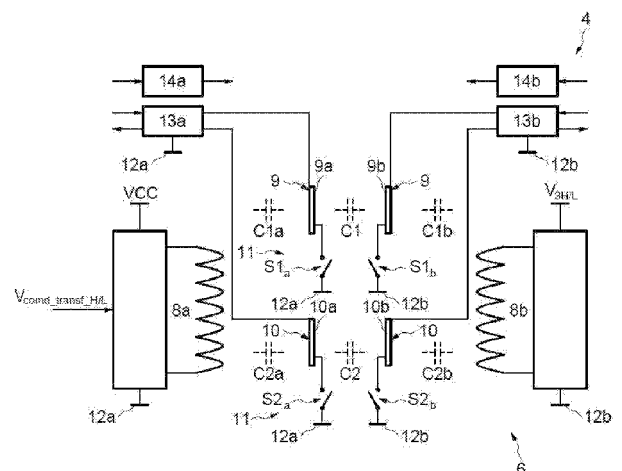 4
14a 14b
13a 13b
12a 9a 9b 12b
VCC 9 9 V3H/L
C1a C1 C1b
11
S1a S1b
Vcomd_transf_H/L 12a 12b
8a 10a 10b 8b
10 10
C2a C2 C2b
S2a S2b
12a 11 12b
12a 12b
6